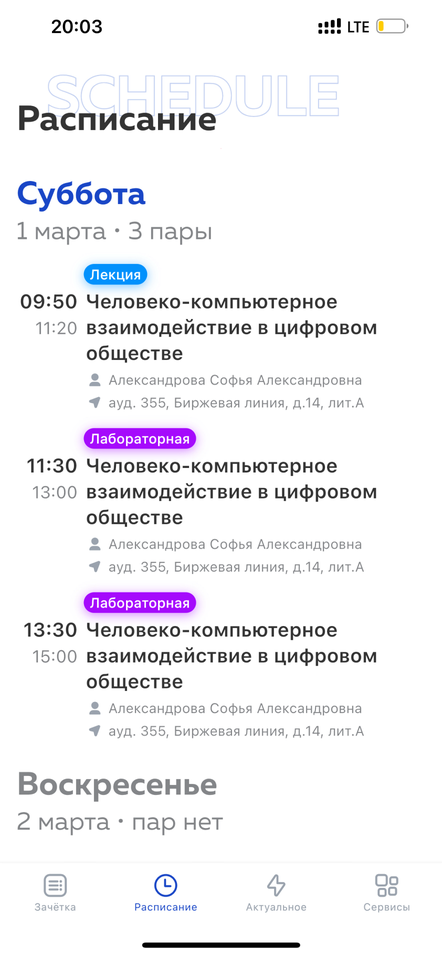 20:03
LTE
SCHEDULE
Расписание
Суббота
1 марта • 3 пары
Лекция
09:50 Человеко-компьютерное
11:20 взаимодействие в цифровом
обществе
Александрова Софья Александровна
ауд. 355, Биржевая линия, д.14, лит.А
Лабораторная
11:30 Человеко-компьютерное
13:00 взаимодействие в цифровом
обществе
Александрова Софья Александровна
ауд. 355, Биржевая линия, д.14, лит.А
Лабораторная
13:30 Человеко-компьютерное
15:00 взаимодействие в цифровом
обществе
Александрова Софья Александровна
ауд. 355, Биржевая линия, д.14, лит.А
Воскресенье
2 марта • пар нет
Зачётка Расписание Актуальное Сервисы